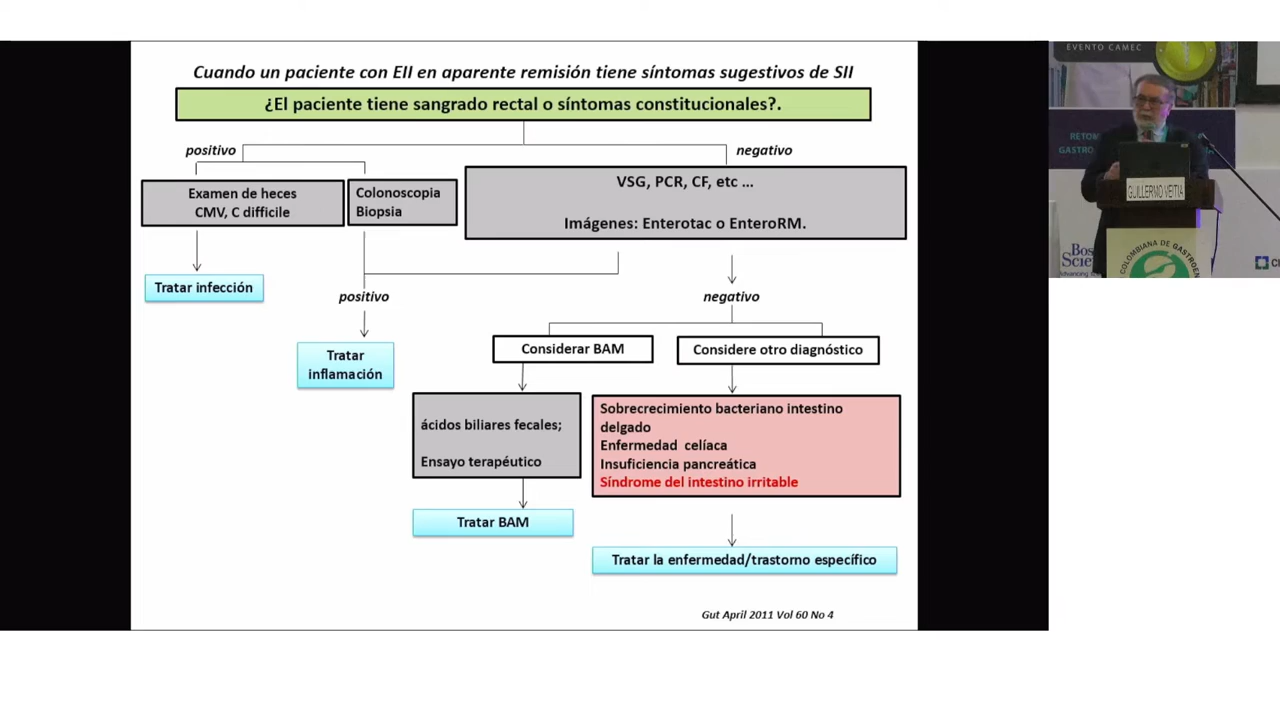 Cuando un paciente con EII en aparente remisión tiene síntomas sugestivos de SII
¿El paciente tiene sangrado rectal o síntomas constitucionales?.
positivo
negativo
Examen de heces
CMV, C difficile
Colonoscopia
Biopsia
VSG, PCR, CF, etc ...
Imágenes: Enterotac o EnteroRM.
Tratar infección
positivo
negativo
Tratar
inflamación
Considerar BAM
Considere otro diagnóstico
ácidos biliares fecales;
Ensayo terapéutico
Sobrecrecimiento bacteriano intestino
delgado
Enfermedad celíaca
Insuficiencia pancreática
Síndrome del intestino irritable
Tratar BAM
Tratar la enfermedad/trastorno específico
Gut April 2011 Vol 60 No 4
EVENTO CAMEC
GUILLERMO VEITIA
COLOMBIANA DE GASTROEN